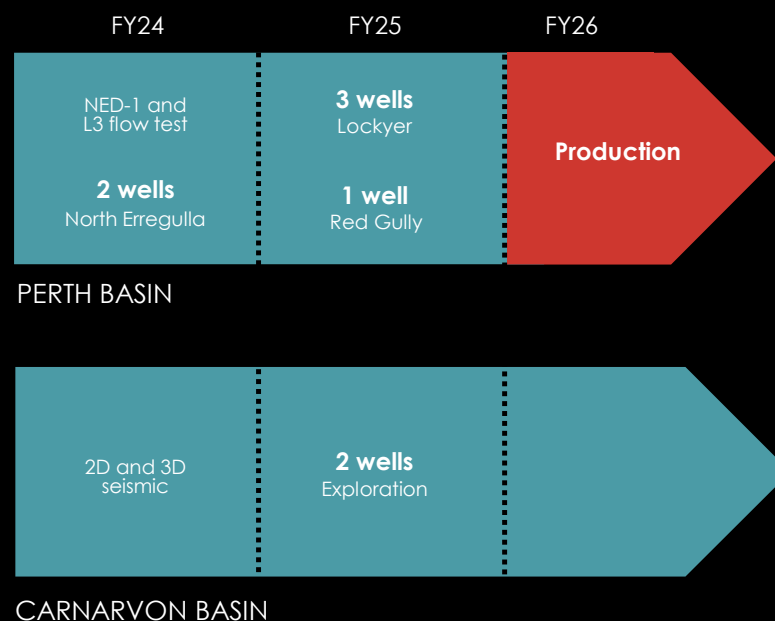 FY24
FY25
FY26
NED-1 and
L3 flow test
2 wells
North Erregulla
3 wells
Lockyer
1 well
Red Gully
Production
PERTH BASIN
2D and 3D
seismic
2 wells
Exploration
CARNARVON BASIN